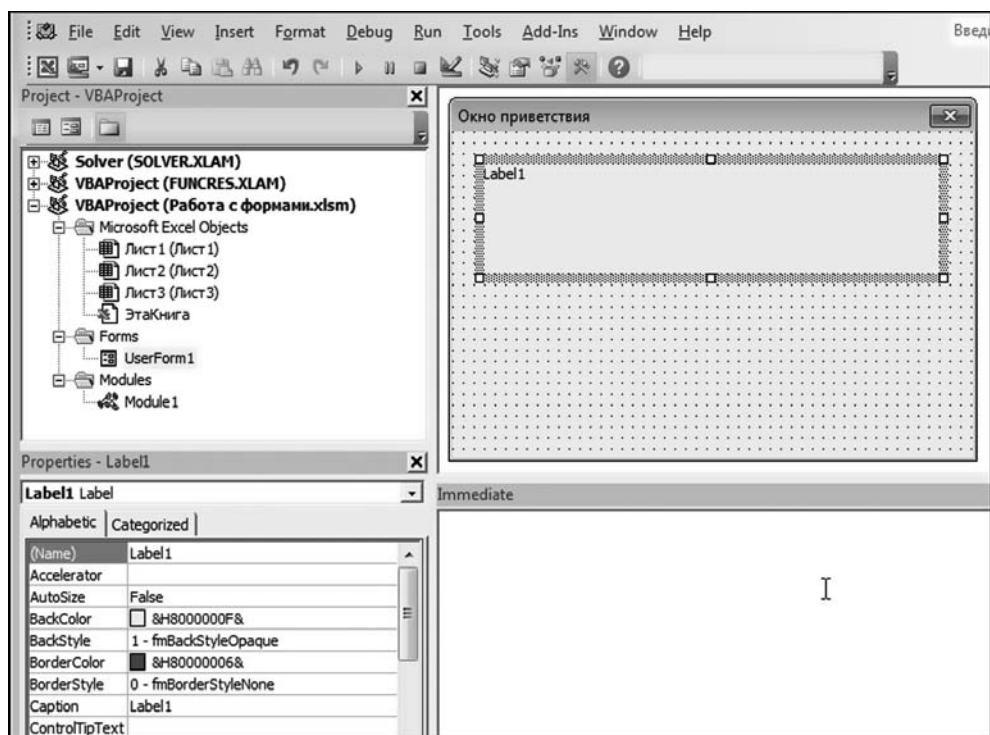 File Edit View Insert Format Debug Run Tools Add-Ins Window Help
Project - VBAProject
Solver (SOLVER.XLAM)
VBAProject (FUNCRES.XLAM)
VBAProject (Работа с формами.xlsm)
Microsoft Excel Objects
Лист1 (Лист1)
Лист2 (Лист2)
Лист3 (Лист3)
ЭтаКнига
Forms
UserForm1
Modules
Module1
Окно приветствия
Label1
Properties - Label1
Label1 Label
Alphabetic Categorized
(Name) Label1
Accelerator
AutoSize False
BackColor &H8000000F&
BackStyle 1 - fmBackStyleOpaque
BorderColor &H80000006&
BorderStyle 0 - fmBorderStyleNone
Caption Label1
ControlTipText
Immediate